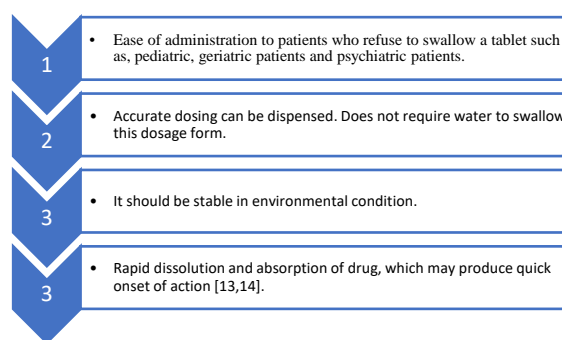 1
• Ease of administration to patients who refuse to swallow a tablet such
as, pediatric, geriatric patients and psychiatric patients.
2
• Accurate dosing can be dispensed. Does not require water to swallow
this dosage form.
3
• It should be stable in environmental condition.
3
• Rapid dissolution and absorption of drug, which may produce quick
onset of action [13,14].